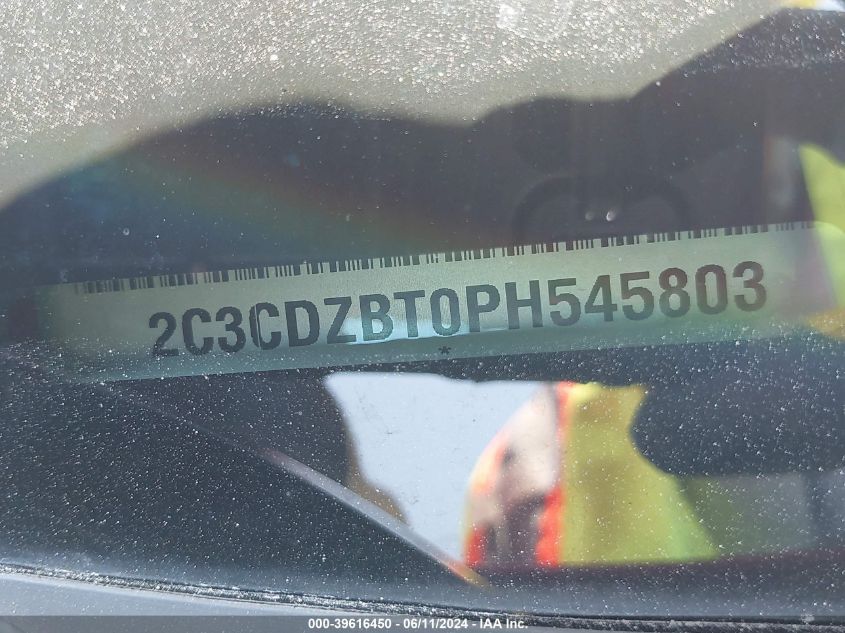 2C3CDZBT0PH545803
*
000-39616450 - 06/11/2024 - IAA Inc.